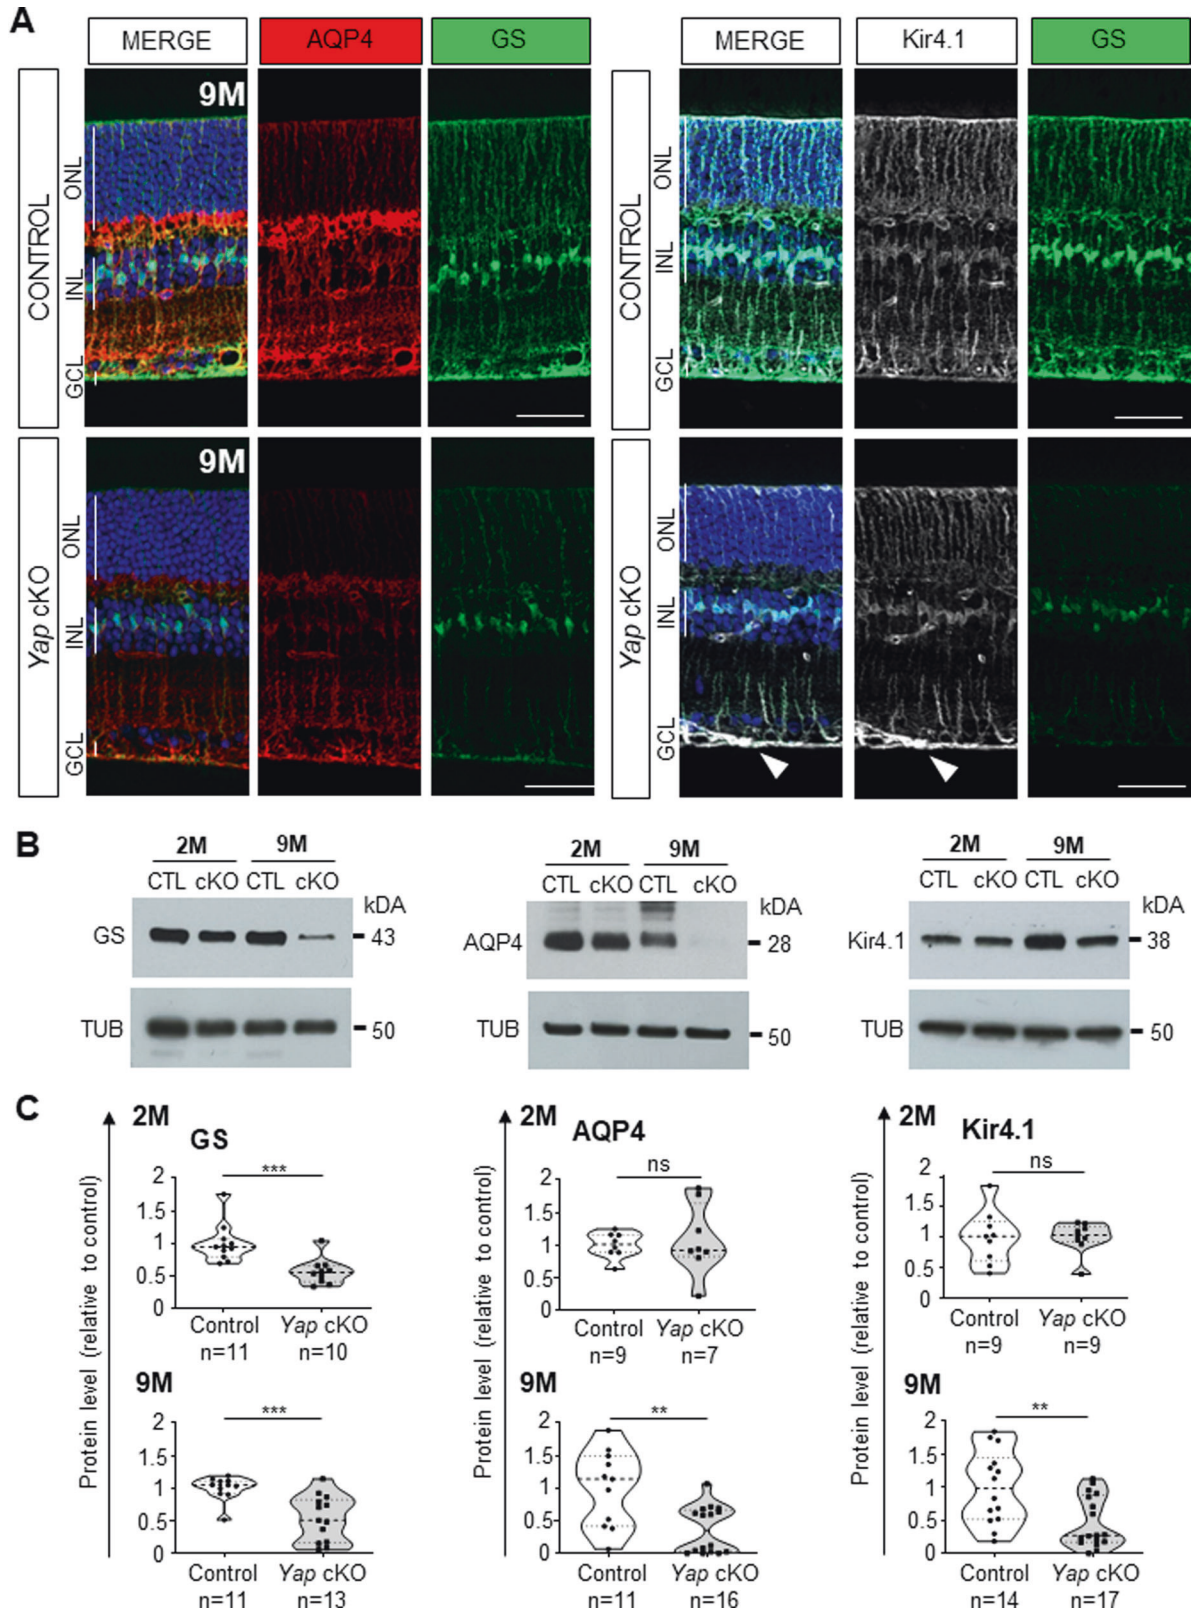 A
MERGE AQP4 GS MERGE Kir4.1 GS
CONTROL ONL INL GCL 9M CONTROL ONL INL GCL
Yap cKO ONL INL GCL 9M Yap cKO ONL INL GCL
B
2M 9M 2M 9M 2M 9M
CTL cKO CTL cKO CTL cKO CTL cKO CTL cKO CTL cKO
kDA kDA kDA
GS 43 AQP4 28 Kir4.1 38
TUB 50 TUB 50 TUB 50
C
Protein level (relative to control)
2M
GS
***
2
1.5
1
0.5
0
Control Yap cKO
n=11 n=10
9M
***
2
1.5
1
0.5
0
Control Yap cKO
n=11 n=13
Protein level (relative to control)
2M
AQP4
ns
2
1.5
1
0.5
0
Control Yap cKO
n=9 n=7
9M
**
2
1.5
1
0.5
0
Control Yap cKO
n=11 n=16
Protein level (relative to control)
2M
Kir4.1
ns
2
1.5
1
0.5
0
Control Yap cKO
n=9 n=9
9M
**
2
1.5
1
0.5
0
Control Yap cKO
n=14 n=17